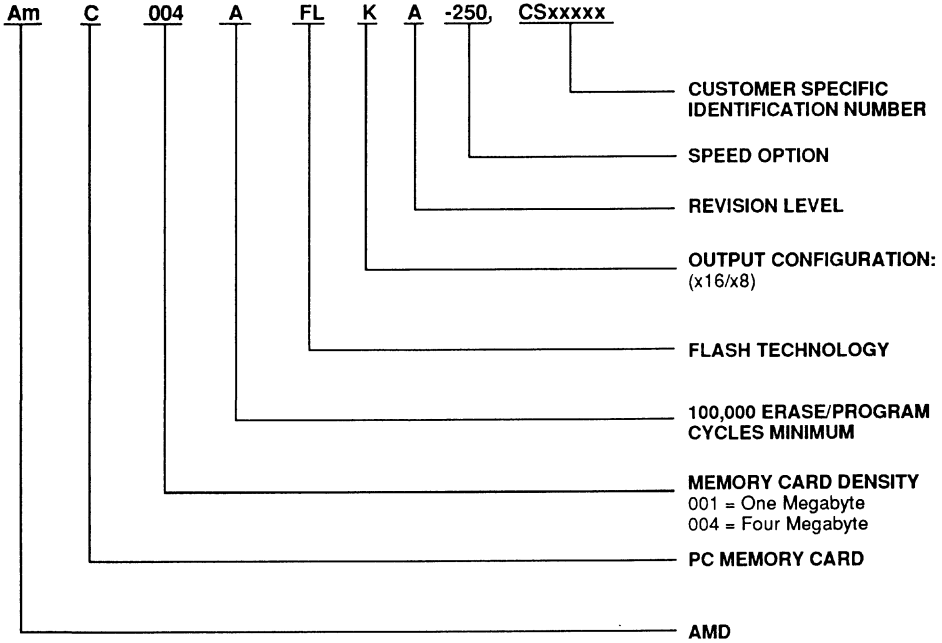 Am C 004 A FL K A -250, CSxxxxx
CUSTOMER SPECIFIC
IDENTIFICATION NUMBER
SPEED OPTION
REVISION LEVEL
OUTPUT CONFIGURATION:
(x16/x8)
FLASH TECHNOLOGY
100,000 ERASE/PROGRAM
CYCLES MINIMUM
MEMORY CARD DENSITY
001 = One Megabyte
004 = Four Megabyte
PC MEMORY CARD
AMD